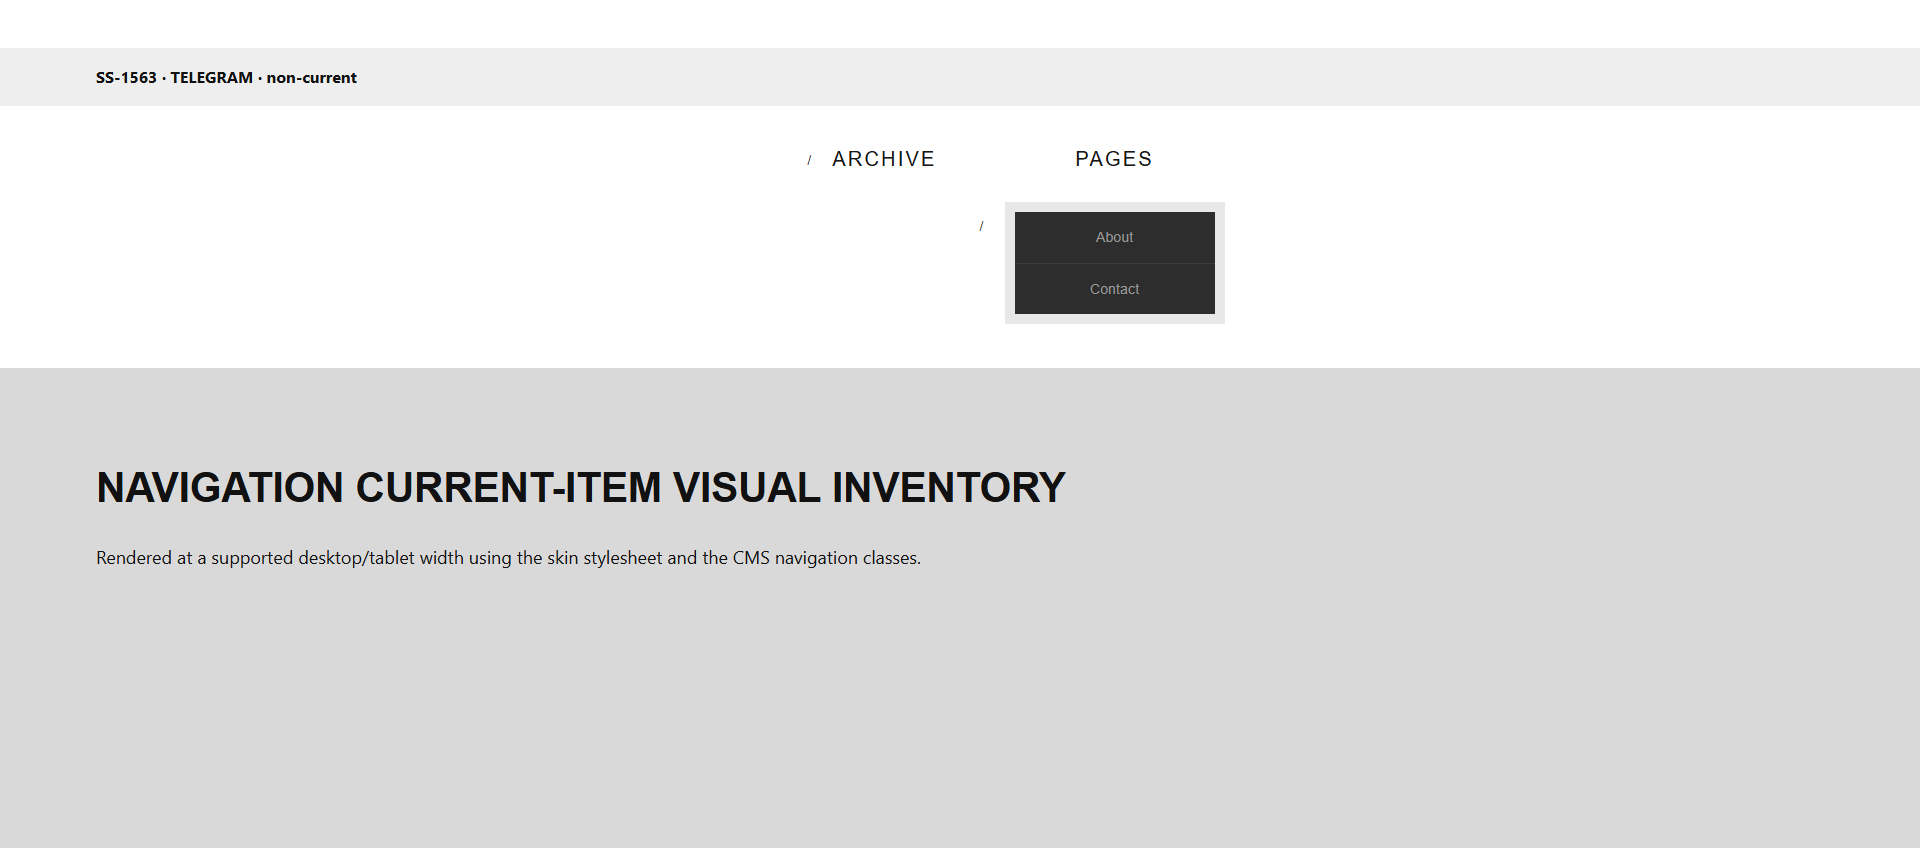 SS-1563 · TELEGRAM · non-current
/ ARCHIVE PAGES
/
About
Contact
NAVIGATION CURRENT-ITEM VISUAL INVENTORY
Rendered at a supported desktop/tablet width using the skin stylesheet and the CMS navigation classes.